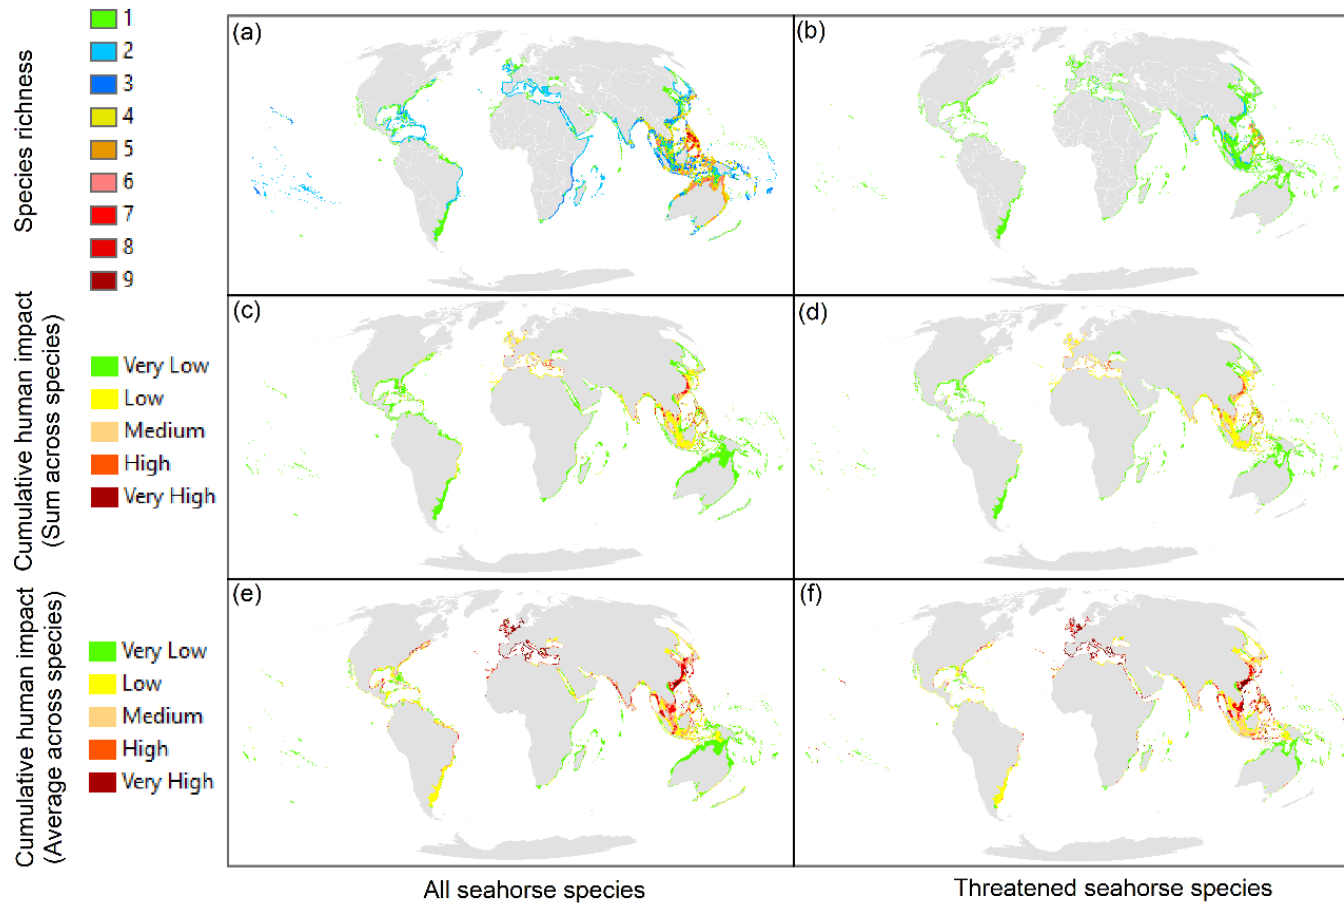 Species richness
1
2
3
4
5
6
7
8
9
(a)
(b)
Cumulative human impact
(Sum across species)
Very Low
Low
Medium
High
Very High
(c)
(d)
Cumulative human impact
(Average across species)
Very Low
Low
Medium
High
Very High
(e)
(f)
All seahorse species
Threatened seahorse species